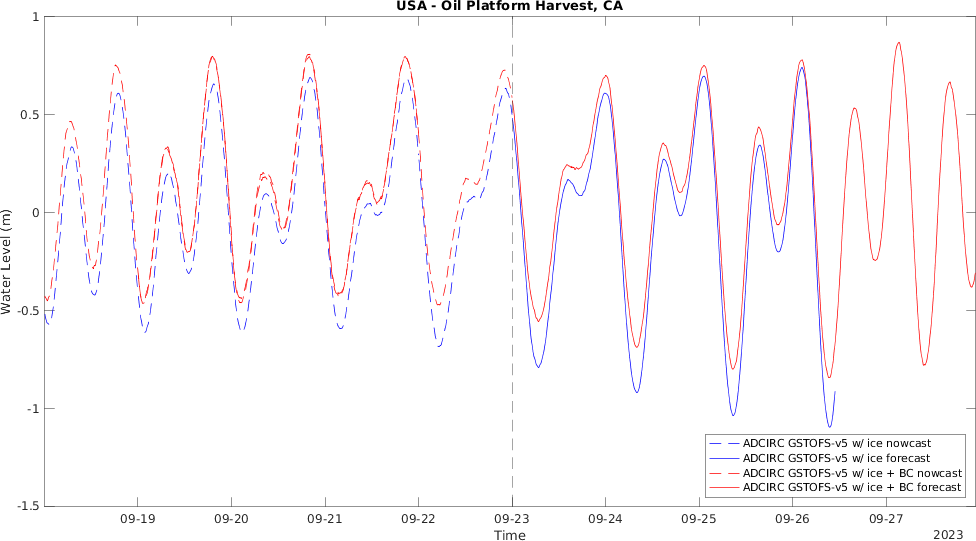 USA - Oil Platform Harvest, CA
1
0.5
0
-0.5
-1
-1.5
Water Level (m)
ADCIRC GSTOFS-v5 w/ ice nowcast
ADCIRC GSTOFS-v5 w/ ice forecast
ADCIRC GSTOFS-v5 w/ ice + BC nowcast
ADCIRC GSTOFS-v5 w/ ice + BC forecast
09-19 09-20 09-21 09-22 09-23 09-24 09-25 09-26 09-27
Time
2023